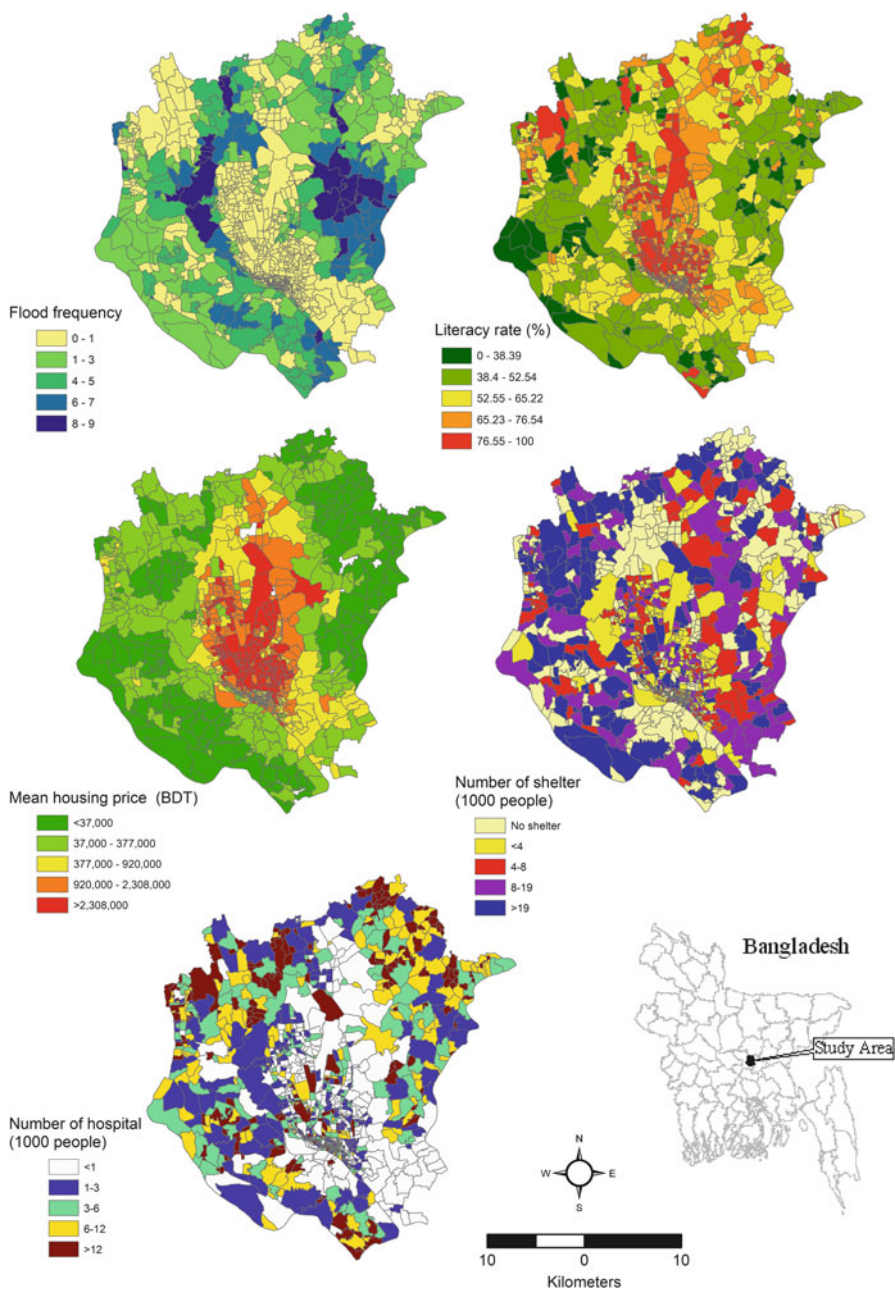 Flood frequency
0 - 1
1 - 3
4 - 5
6 - 7
8 - 9
Literacy rate (%)
0 - 38.39
38.4 - 52.54
52.55 - 65.22
65.23 - 76.54
76.55 - 100
Mean housing price (BDT)
<37,000
37,000 - 377,000
377,000 - 920,000
920,000 - 2,308,000
>2,308,000
Number of shelter
(1000 people)
No shelter
<4
4-8
8-19
>19
Number of hospital
(1000 people)
<1
1-3
3-6
6-12
>12
Bangladesh
Study Area
N
W
E
S
10 0 10
Kilometers